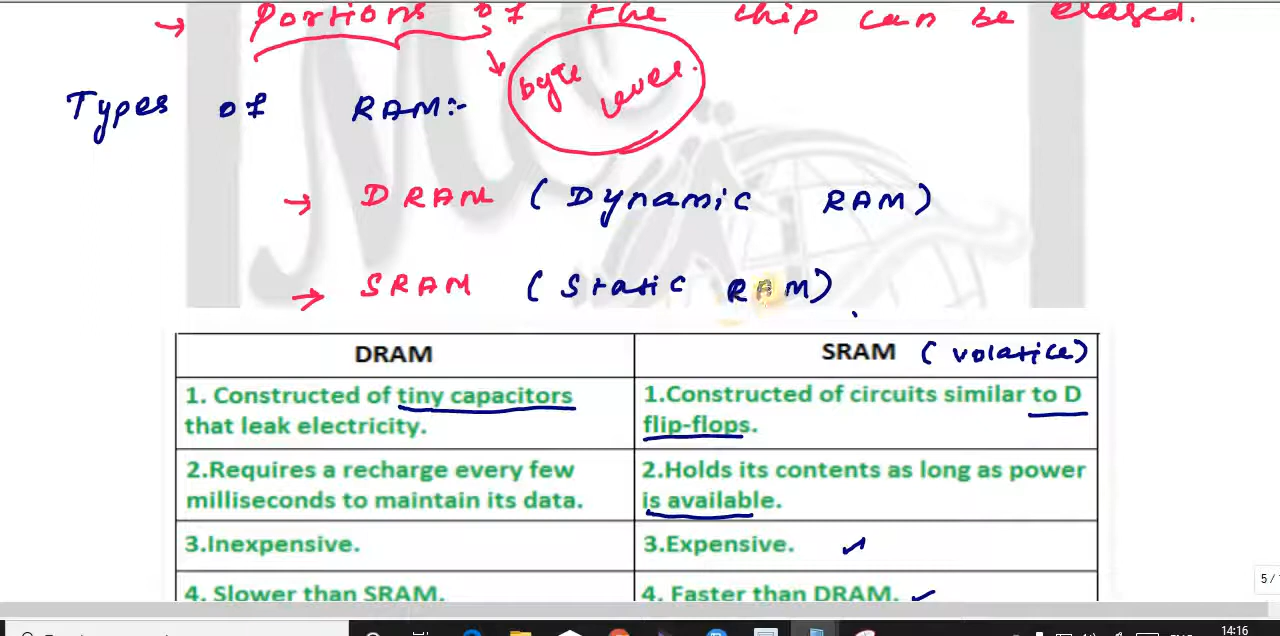 → portions of the chip can be erased.
→ byte level.
Types of RAM:-
→ DRAM (Dynamic RAM)
→ SRAM (Static RAM)
DRAM
SRAM (volatile)
1. Constructed of tiny capacitors
that leak electricity.
1.Constructed of circuits similar to D
flip-flops.
2.Requires a recharge every few
milliseconds to maintain its data.
2.Holds its contents as long as power
is available.
3.Inexpensive.
3.Expensive. ✓
4. Slower than SRAM.
4. Faster than DRAM. ✓
5 /
14:16